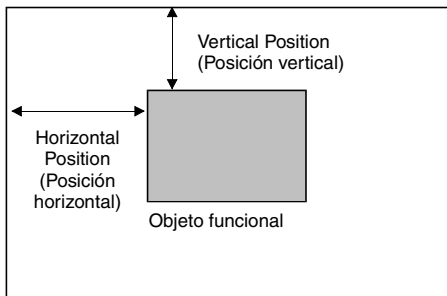 Vertical Position
(Posición vertical)
Horizontal
Position
(Posición
horizontal)
Objeto funcional